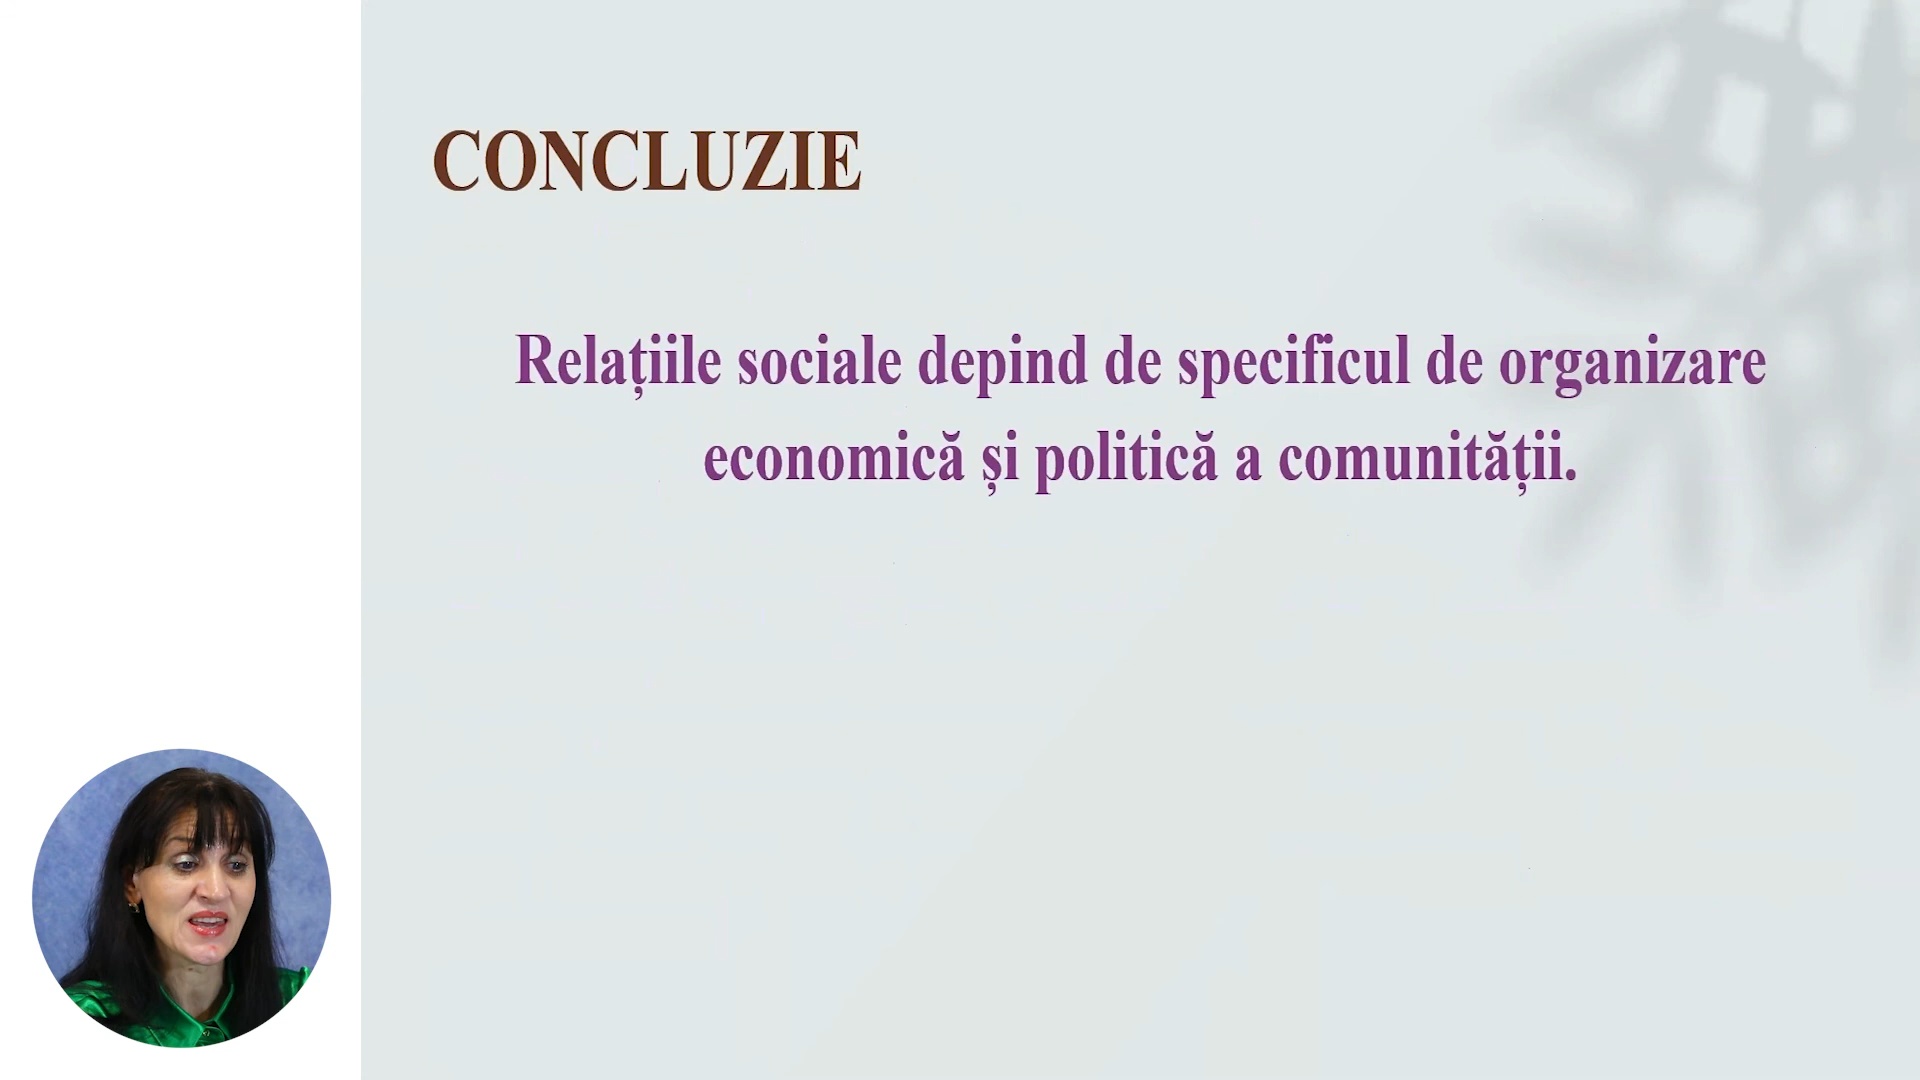 CONCLUZIE
Relațiile sociale depind de specificul de organizare
economică și politică a comunității.